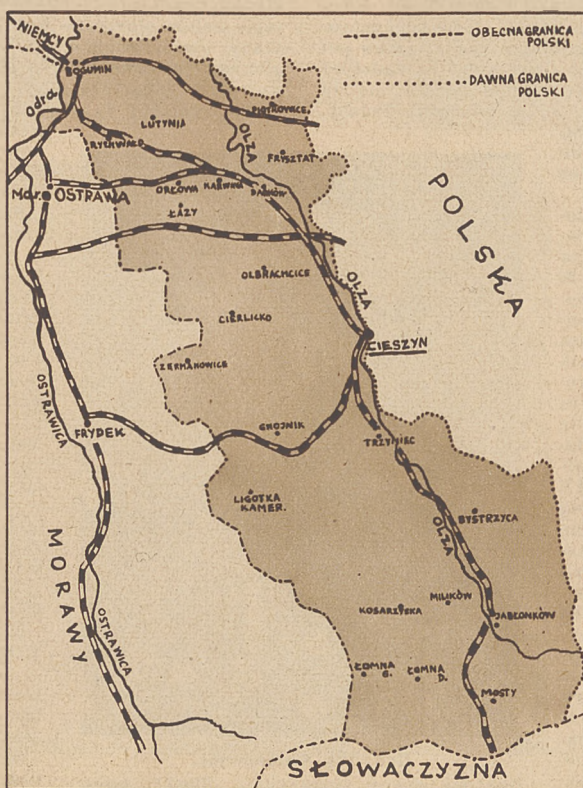 NIEMCY
OBECNA GRANICA
POLSKI
BOGUMIN
DAWNA GRANICA
POLSKI
Odra
PIOTROWICE
LUTYNIA
OLZA
RYCHWAŁD
FRYSZTAT
Mor. OSTRAWA
ORŁOWA
KARWINA
DARKÓW
POLSKA
ŁAZY
OLBRACHCICE
OLZA
CIERLICKO
CIESZYN
ŻERMANOWICE
OSTRAWICA
FRYDEK
GNOJNIK
TRZYNIEC
LIGOTKA
KAMER.
BYSTRZYCA
OLZA
MORAWY
MILIKÓW
KOSARZYSKA
JABŁONKÓW
OSTRAWICA
ŁOMNA
G.
ŁOMNA
D.
MOSTY
SŁOWACZYZNA